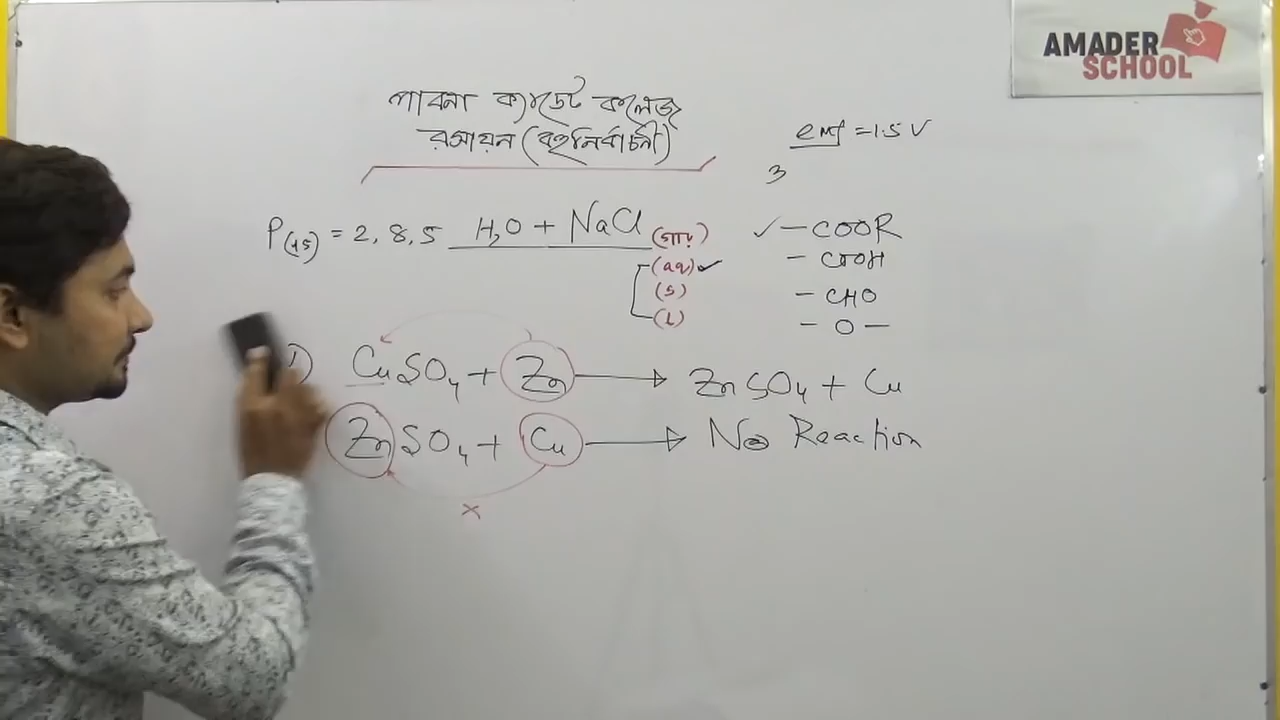 AMADER
SCHOOL
পাবনা ক্যাডেট কলেজ
রসায়ন (বহুনির্বাচনী)
emf = 1.5 V
3
P(15) = 2, 8, 5 H₂O + NaCl (গাঢ়)
(aq) ✓
(s)
(L)
✓ – COOR
– COOH
– CHO
– O –
1) CuSO₄ + Zn → ZnSO₄ + Cu
ZnSO₄ + Cu → No Reaction
×